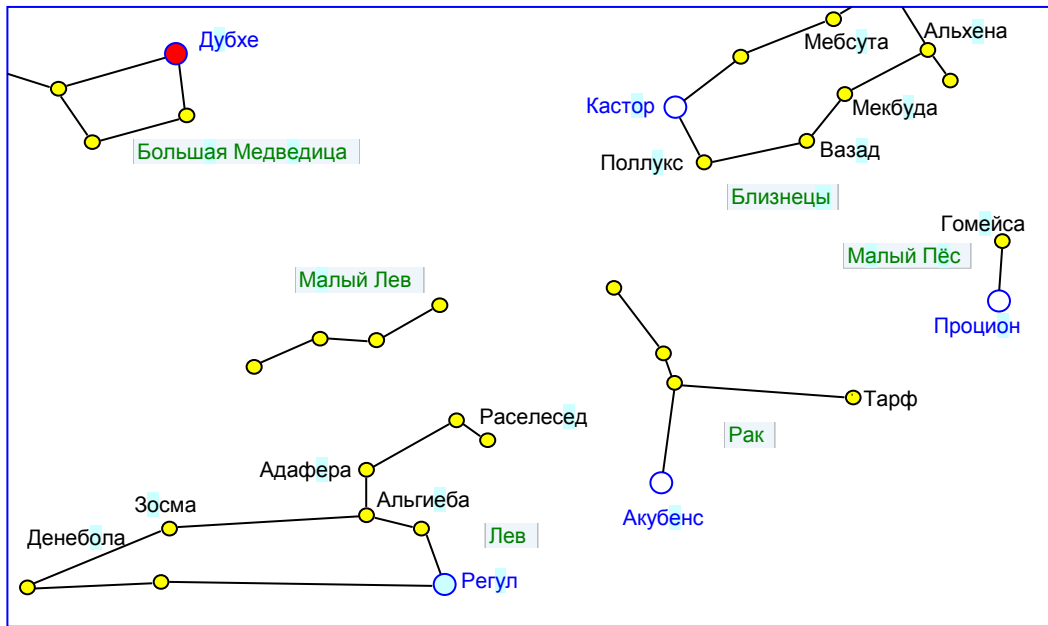 Дубхе
Мебсута
Альхена
Кастор
Мекбуда
Большая Медведица
Поллукс
Вазад
Близнецы
Гомейса
Малый Пёс
Малый Лев
Процион
Тарф
Раселесед
Рак
Адафера
Альгиеба
Зосма
Акубенс
Денебола
Лев
Регул